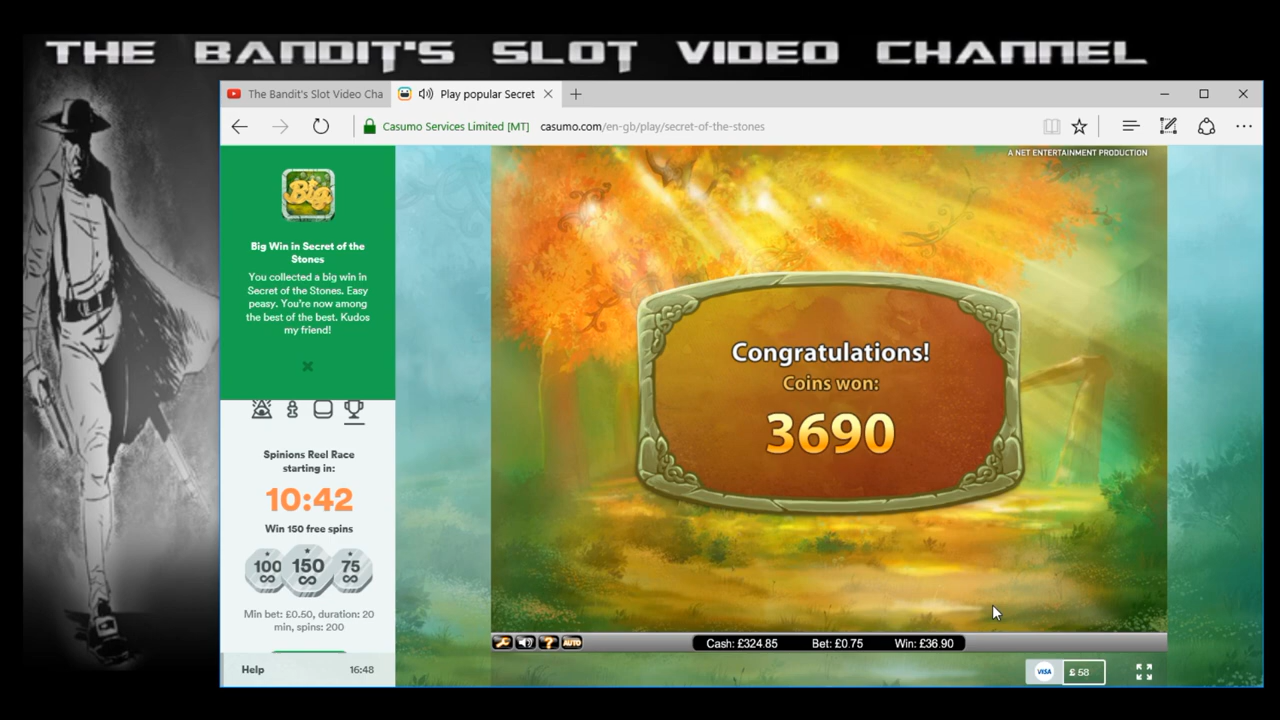 THE BANDIT'S SLOT VIDEO CHANNEL
The Bandit's Slot Video Cha
Play popular Secret
Casumo Services Limited [MT]
casumo.com/en-gb/play/secret-of-the-stones
A NET ENTERTAINMENT PRODUCTION
Big
Big Win in Secret of the
Stones
You collected a big win in
Secret of the Stones. Easy
peasy. You're now among
the best of the best. Kudos
my friend!
Spinions Reel Race
starting in:
10:42
Win 150 free spins
100 150 75
Min bet: £0.50, duration: 20
min, spins: 200
Help 16:48
Congratulations!
Coins won:
3690
? AUTO
Cash: £324.85 Bet: £0.75 Win: £36.90
VISA £ 58